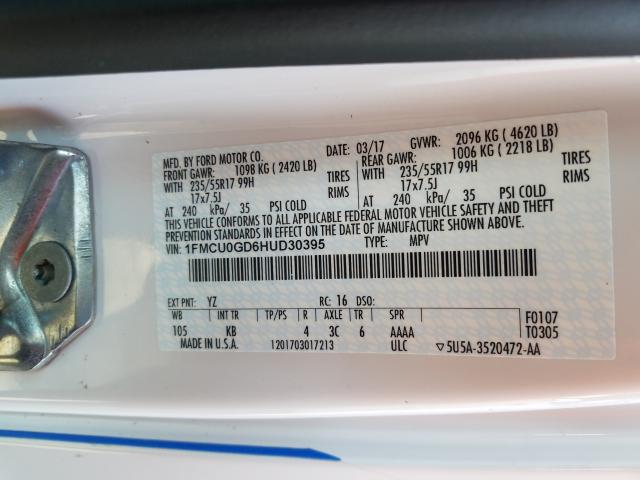 MFD. BY FORD MOTOR CO.
DATE: 03/17 GVWR: 2096 KG ( 4620 LB)
FRONT GAWR: 1098 KG ( 2420 LB) REAR GAWR: 1006 KG ( 2218 LB)
WITH 235/55R17 99H TIRES WITH 235/55R17 99H TIRES
17x7.5J RIMS 17x7.5J RIMS
AT 240 kPa/ 35 PSI COLD AT 240 kPa/ 35 PSI COLD
THIS VEHICLE CONFORMS TO ALL APPLICABLE FEDERAL MOTOR VEHICLE SAFETY AND THEFT
PREVENTION STANDARDS IN EFFECT ON THE DATE OF MANUFACTURE SHOWN ABOVE.
VIN: 1FMCU0GD6HUD30395 TYPE: MPV
EXT PNT: YZ RC: 16 DSO:
WB INT TR TP/PS R AXLE TR SPR F0107
105 KB 4 3C 6 AAAA T0305
MADE IN U.S.A. 1201703017213 ULC ▽5U5A-3520472-AA